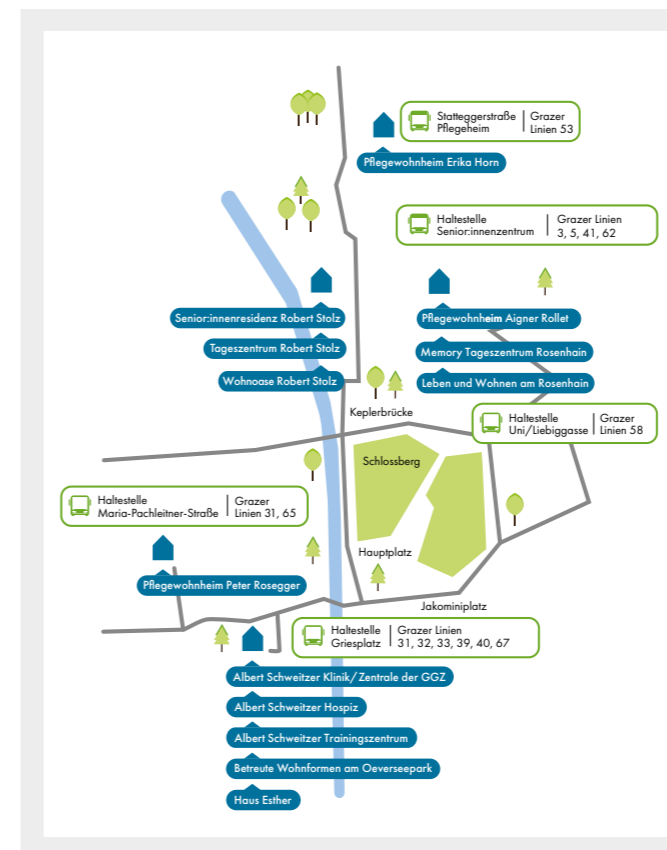 Statteggerstraße
Pflegeheim
Grazer
Linien 53
Pflegewohnheim Erika Horn
Haltestelle
Senior:innenzentrum
Grazer Linien
3, 5, 41, 62
Senior:innenresidenz Robert Stolz
Tageszentrum Robert Stolz
Wohnoase Robert Stolz
Pflegewohnheim Aigner Rollet
Memory Tageszentrum Rosenhain
Leben und Wohnen am Rosenhain
Keplerbrücke
Haltestelle
Uni/Liebiggasse
Grazer
Linien 58
Schlossberg
Haltestelle
Maria-Pachleitner-Straße
Grazer
Linien 31, 65
Hauptplatz
Pflegewohnheim Peter Rosegger
Jakominiplatz
Haltestelle
Griesplatz
Grazer Linien
31, 32, 33, 39, 40, 67
Albert Schweitzer Klinik/Zentrale der GGZ
Albert Schweitzer Hospiz
Albert Schweitzer Trainingszentrum
Betreute Wohnformen am Oeverseepark
Haus Esther